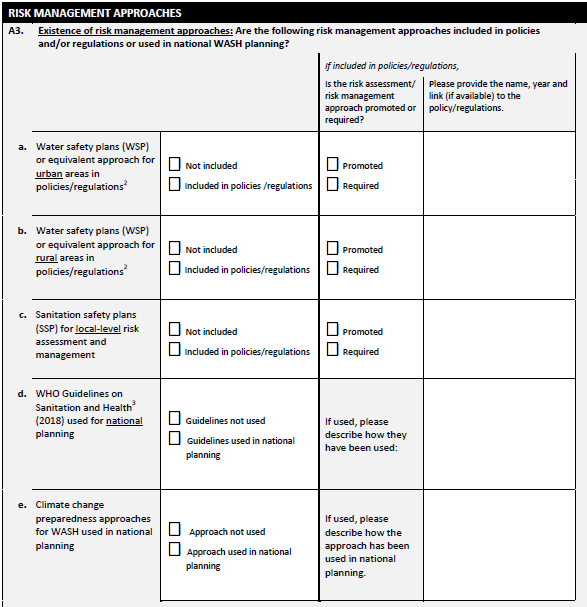 RISK MANAGEMENT APPROACHES
A3. Existence of risk management approaches: Are the following risk management approaches included in policies
and/or regulations or used in national WASH planning?
If included in policies/regulations,
Is the risk assessment/
risk management
approach promoted or
required?
Please provide the name, year and
link (if available) to the
policy/regulations.
a. Water safety plans (WSP)
or equivalent approach for
urban areas in
policies/regulations²
Not included
Included in policies /regulations
Promoted
Required
b. Water safety plans (WSP)
or equivalent approach for
rural areas in
policies/regulations²
Not included
Included in policies/regulations
Promoted
Required
c. Sanitation safety plans
(SSP) for local-level risk
assessment and
management
Not included
Included in policies/regulations
Promoted
Required
d. WHO Guidelines on
Sanitation and Health³
(2018) used for national
planning
Guidelines not used
Guidelines used in national
planning
If used, please
describe how they
have been used:
e. Climate change
preparedness approaches
for WASH used in national
planning
Approach not used
Approach used in national
planning
If used, please
describe how the
approach has been
used in national
planning.